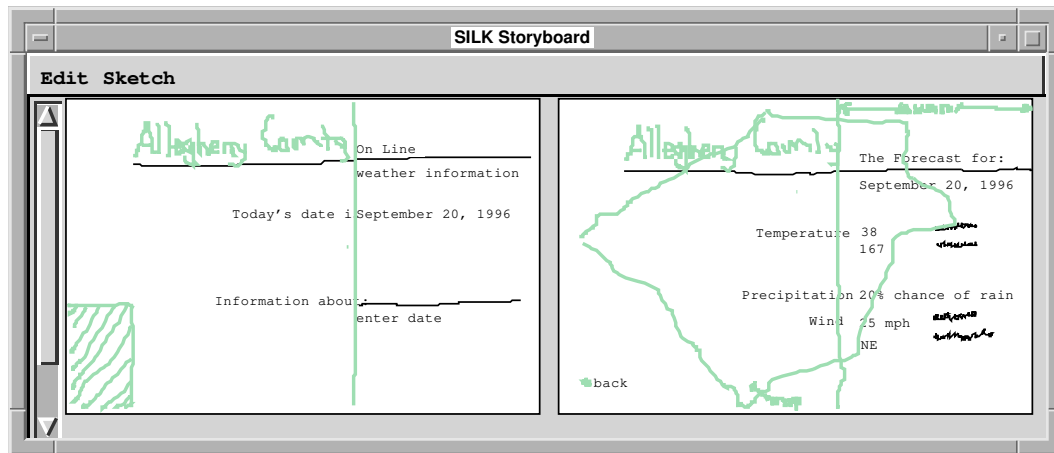 SILK Storyboard
Edit Sketch
Allegheny County
On Line
weather information
Today's date i September 20, 1996
Information about:
enter date
Allegheny County
The Forecast for:
September 20, 1996
Temperature 38
167
Precipitation 20% chance of rain
Wind 25 mph
NE
back